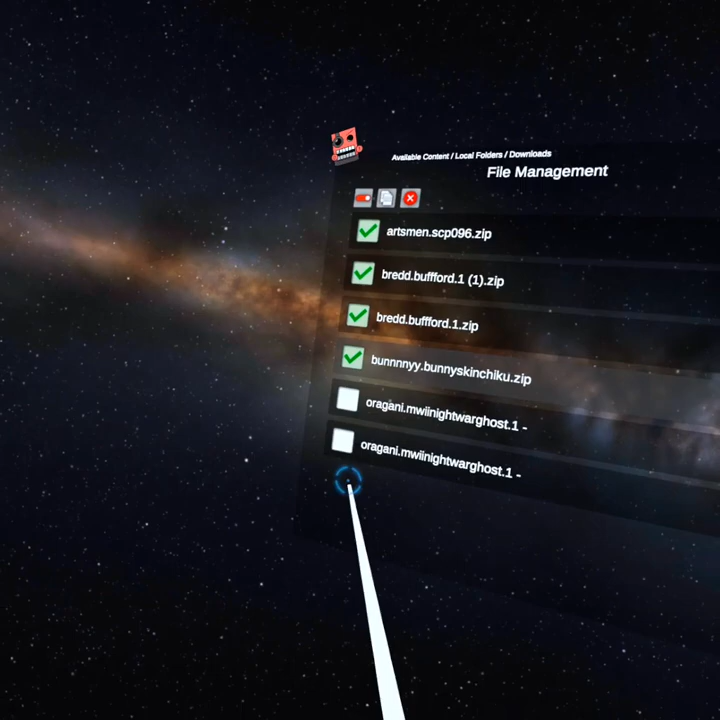 Available Content / Local Folders / Downloads
File Management
artsmen.scp096.zip
bredd.buffford.1 (1).zip
bredd.buffford.1.zip
bunnnnyy.bunnyskinchiku.zip
oragani.mwiinightwarghost.1 -
oragani.mwiinightwarghost.1 -